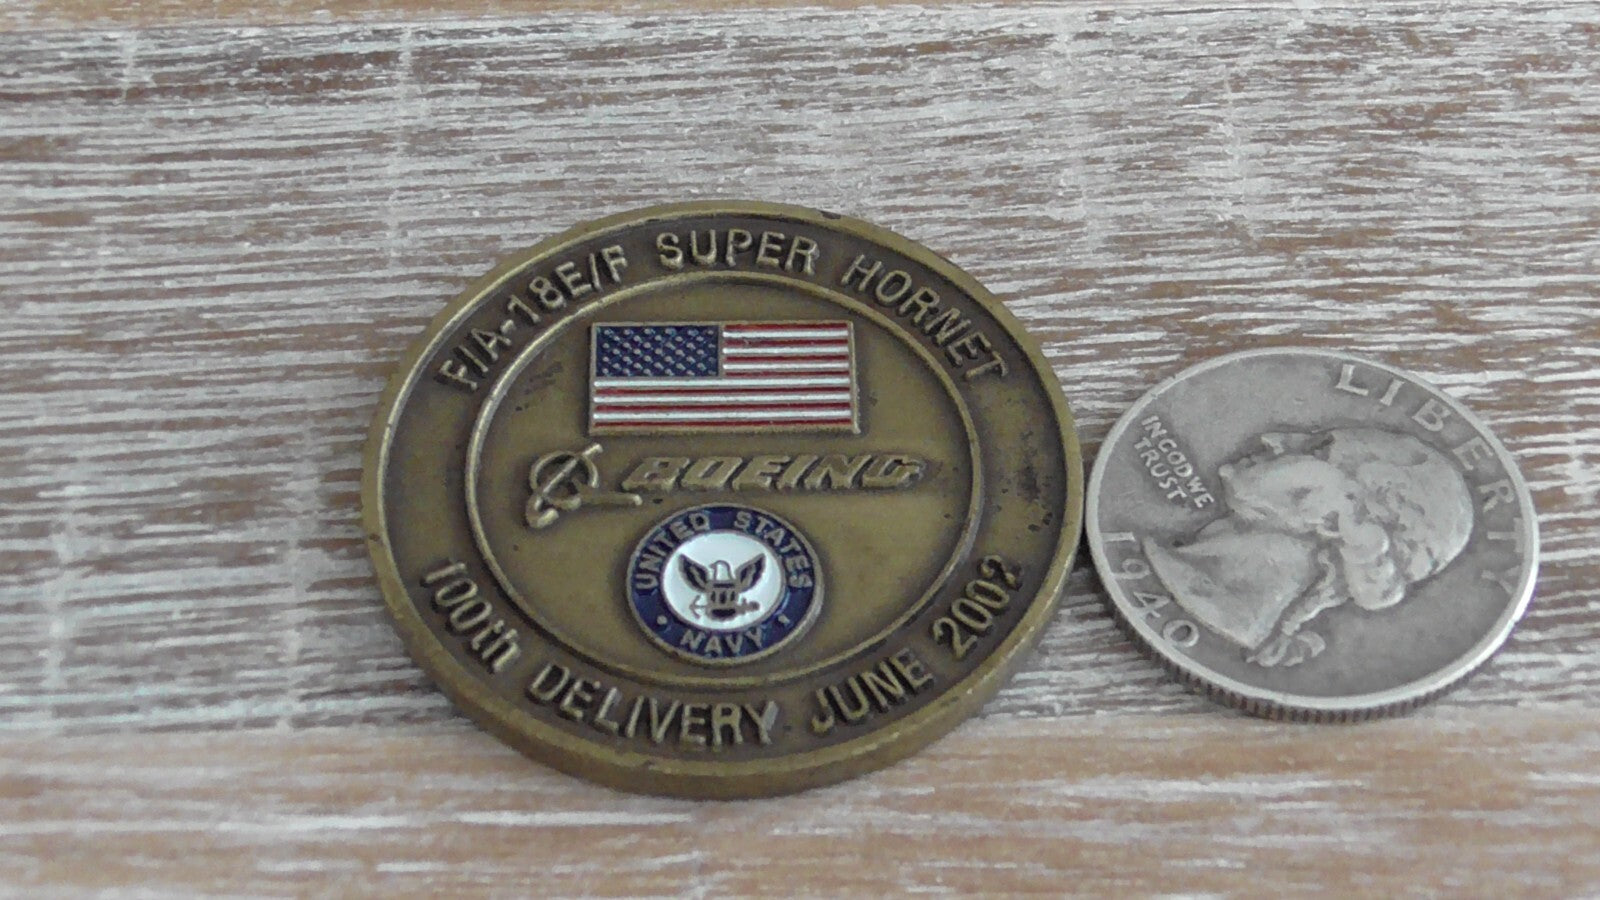 F/A-18E/F SUPER HORNET
BOEING
UNITED STATES
NAVY
100th DELIVERY JUNE 2002
LIBERTY
IN GOD WE
TRUST
1940